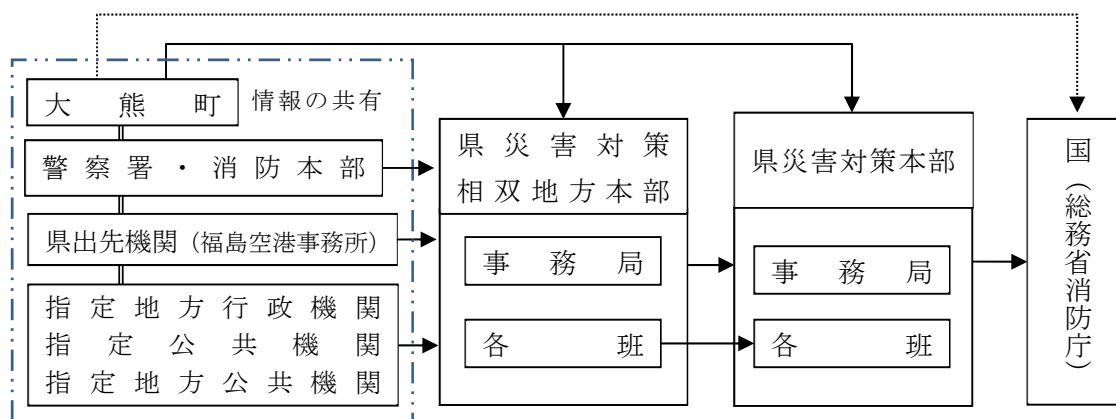 大熊町
情報の共有
警察署・消防本部
県出先機関（福島空港事務所）
指定地方行政機関
指定公共機関
指定地方公共機関
県災害対策
相双地方本部
事務局
各班
県災害対策本部
事務局
各班
国（総務省消防庁）